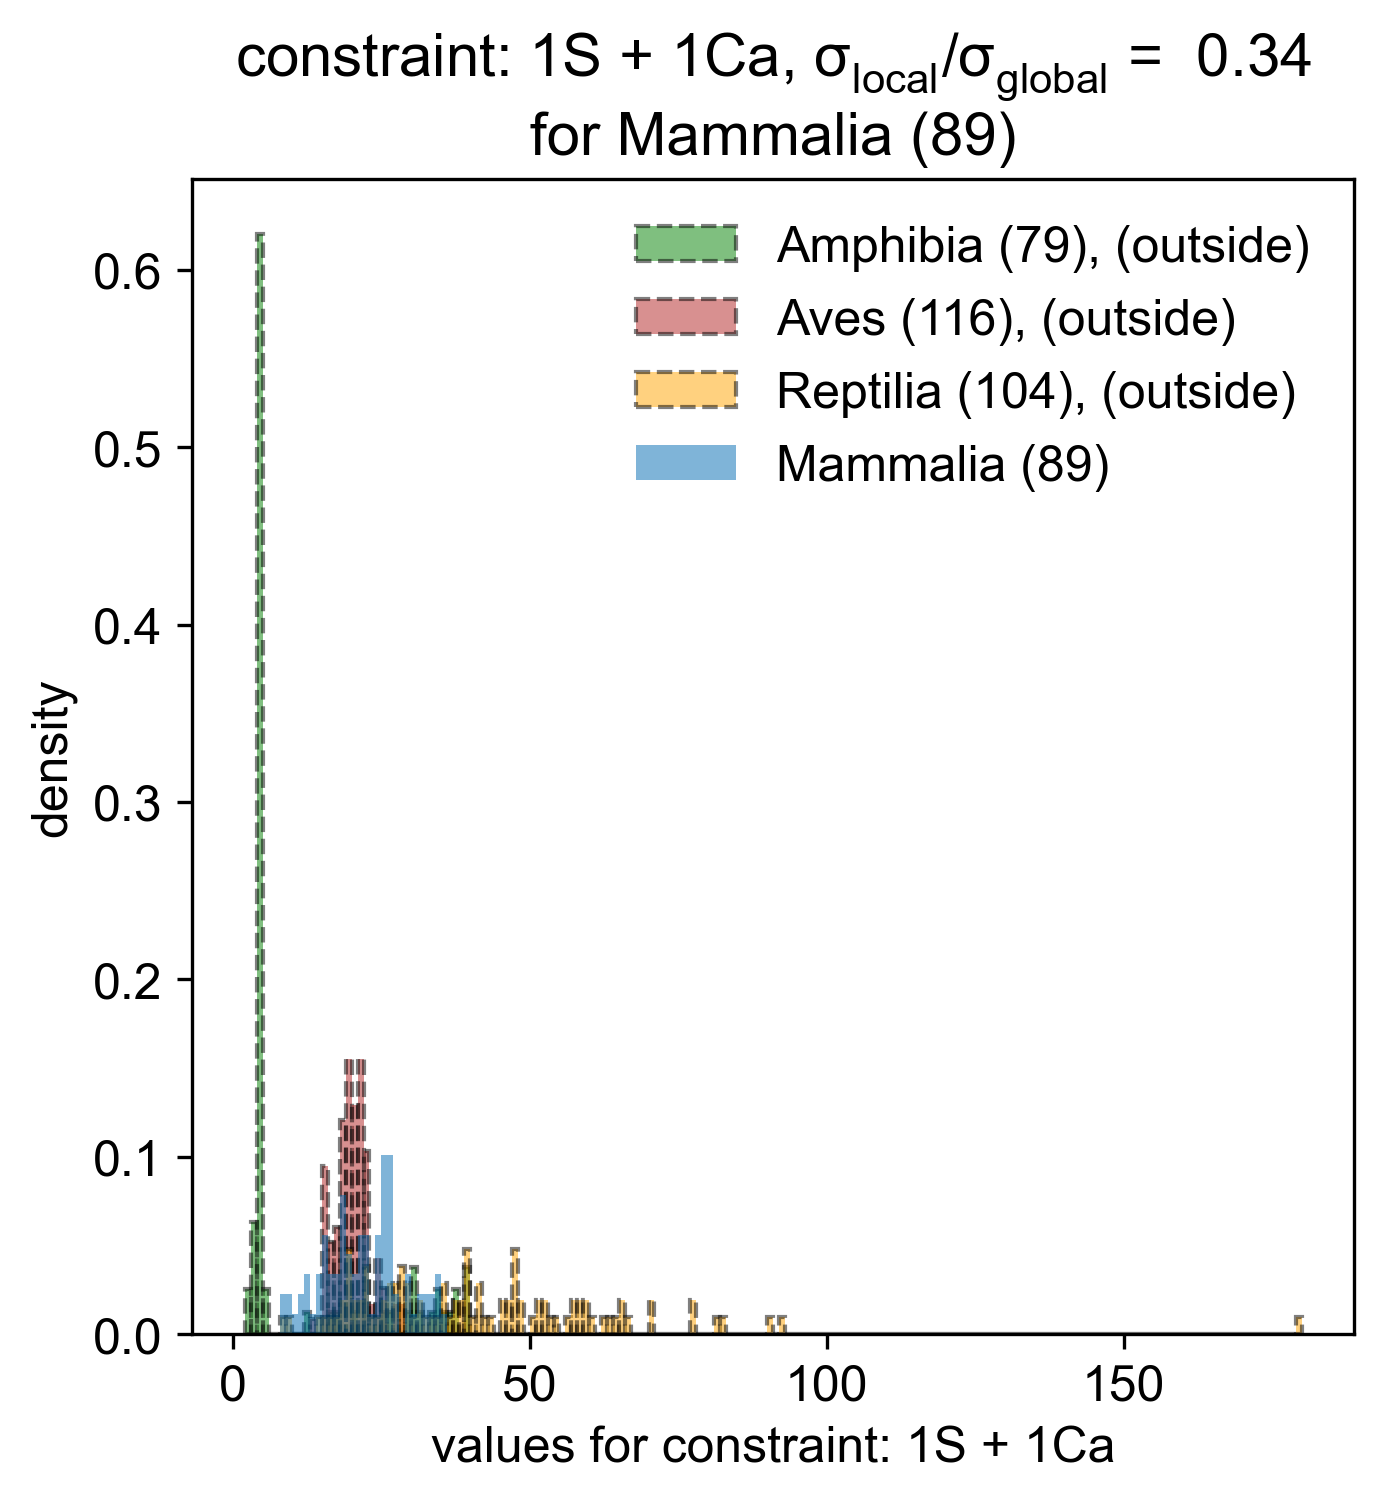 constraint: 1S + 1Ca, σlocal/σglobal = 0.34
for Mammalia (89)
Amphibia (79), (outside)
Aves (116), (outside)
Reptilia (104), (outside)
Mammalia (89)
density
0.6
0.5
0.4
0.3
0.2
0.1
0.0
0 50 100 150
values for constraint: 1S + 1Ca